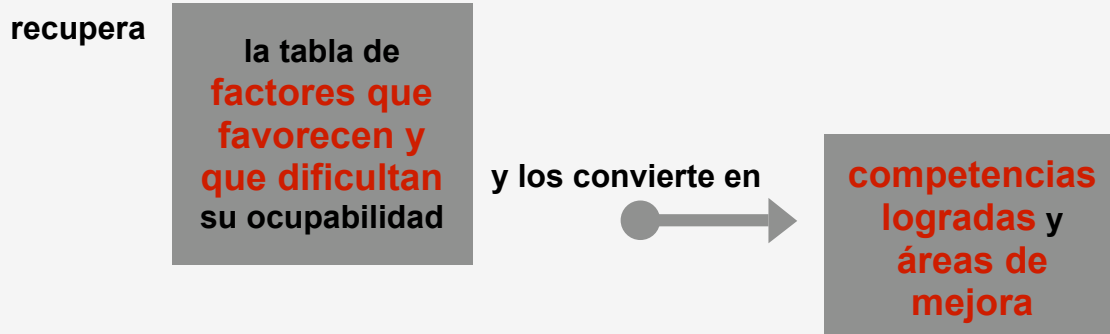 recupera
la tabla de
factores que
favorecen y
que dificultan
su ocupabilidad
y los convierte en
competencias
logradas y
áreas de
mejora